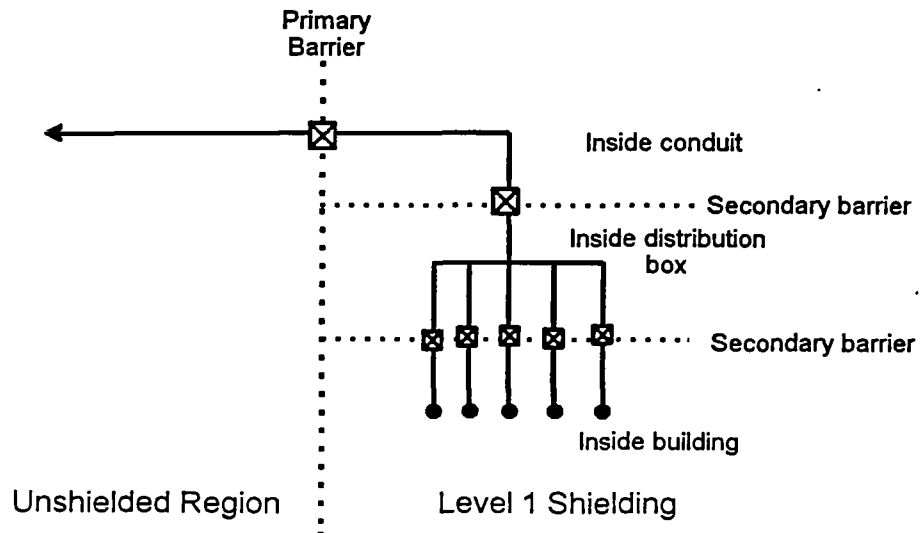 Primary
Barrier
Inside conduit
Secondary barrier
Inside distribution
box
Secondary barrier
Inside building
Unshielded Region
Level 1 Shielding